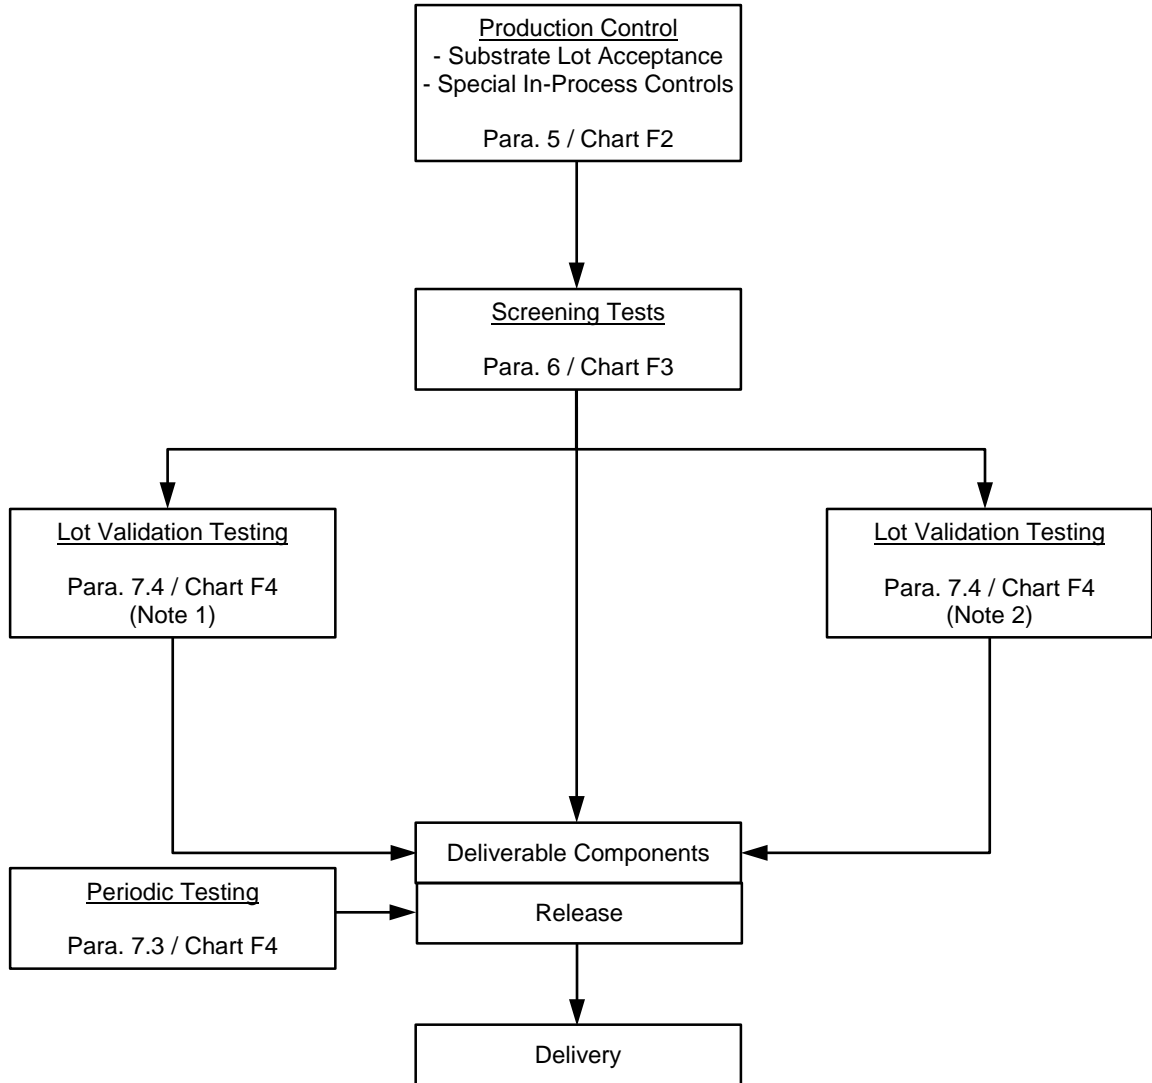 Production Control
- Substrate Lot Acceptance
- Special In-Process Controls
Para. 5 / Chart F2
Screening Tests
Para. 6 / Chart F3
Lot Validation Testing
Para. 7.4 / Chart F4
(Note 1)
Lot Validation Testing
Para. 7.4 / Chart F4
(Note 2)
Deliverable Components
Periodic Testing
Para. 7.3 / Chart F4
Release
Delivery